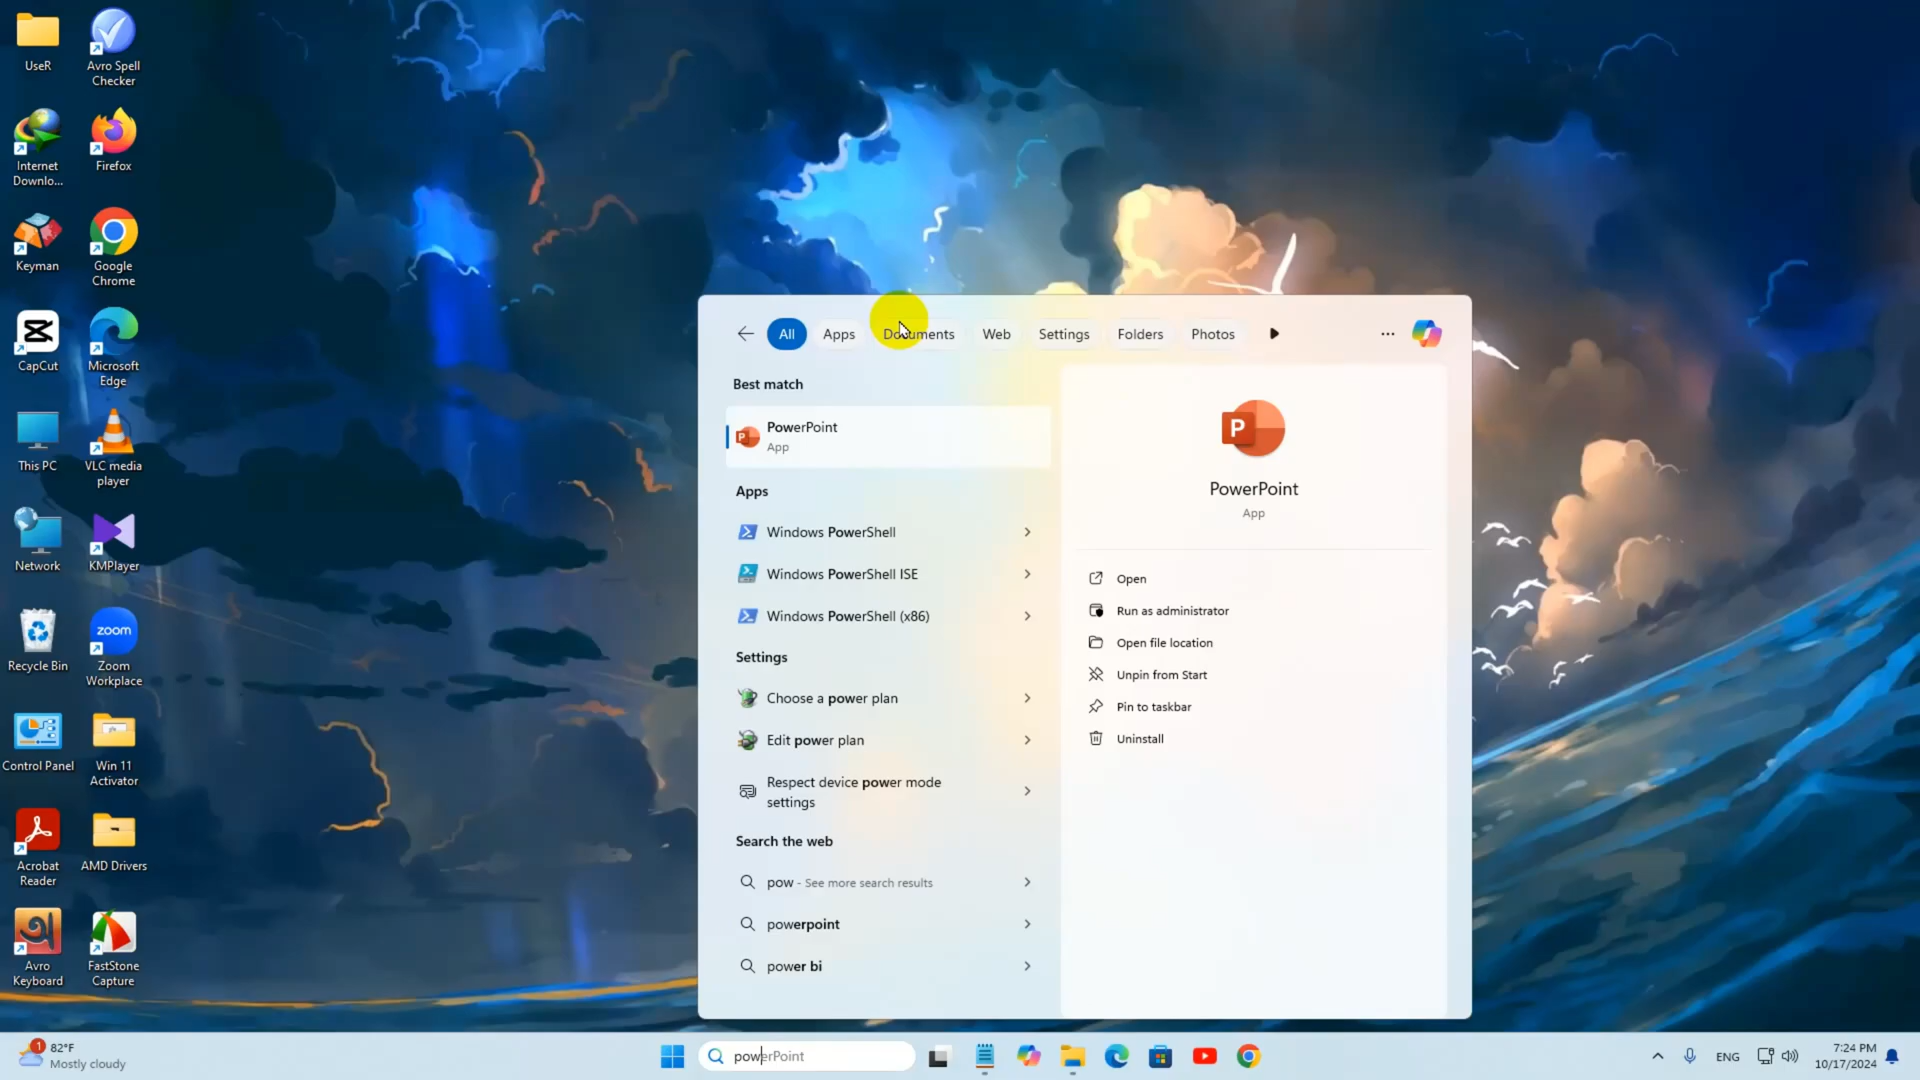 UseR
Avro Spell
Checker
Internet
Downlo...
Firefox
Keyman
Google
Chrome
CapCut
Microsoft
Edge
This PC
VLC media
player
Network
KMPlayer
Recycle Bin
zoom
Zoom
Workplace
Control Panel
Win 11
Activator
Acrobat
Reader
AMD Drivers
Avro
Keyboard
FastStone
Capture
All
Apps
Documents
Web
Settings
Folders
Photos
Best match
PowerPoint
App
Apps
Windows PowerShell
Windows PowerShell ISE
Windows PowerShell (x86)
Settings
Choose a power plan
Edit power plan
Respect device power mode
settings
Search the web
pow - See more search results
powerpoint
power bi
P
PowerPoint
App
Open
Run as administrator
Open file location
Unpin from Start
Pin to taskbar
Uninstall
1
82°F
Mostly cloudy
powerPoint
ENG
7:24 PM
10/17/2024